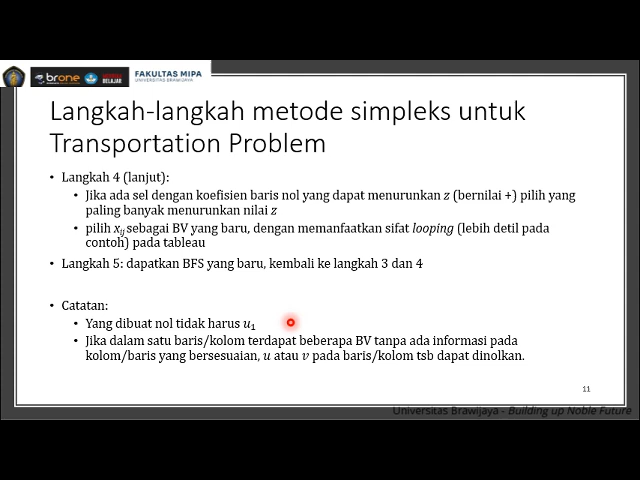 brone
BELAJAR
FAKULTAS MIPA
UNIVERSITAS BRAWIJAYA
Langkah-langkah metode simpleks untuk
Transportation Problem
• Langkah 4 (lanjut):
• Jika ada sel dengan koefisien baris nol yang dapat menurunkan z (bernilai +) pilih yang
paling banyak menurunkan nilai z
• pilih xij sebagai BV yang baru, dengan memanfaatkan sifat looping (lebih detil pada
contoh) pada tableau
• Langkah 5: dapatkan BFS yang baru, kembali ke langkah 3 dan 4
• Catatan:
• Yang dibuat nol tidak harus u₁
• Jika dalam satu baris/kolom terdapat beberapa BV tanpa ada informasi pada
kolom/baris yang bersesuaian, u atau v pada baris/kolom tsb dapat dinolkan.
11
Universitas Brawijaya - Building up Noble Future